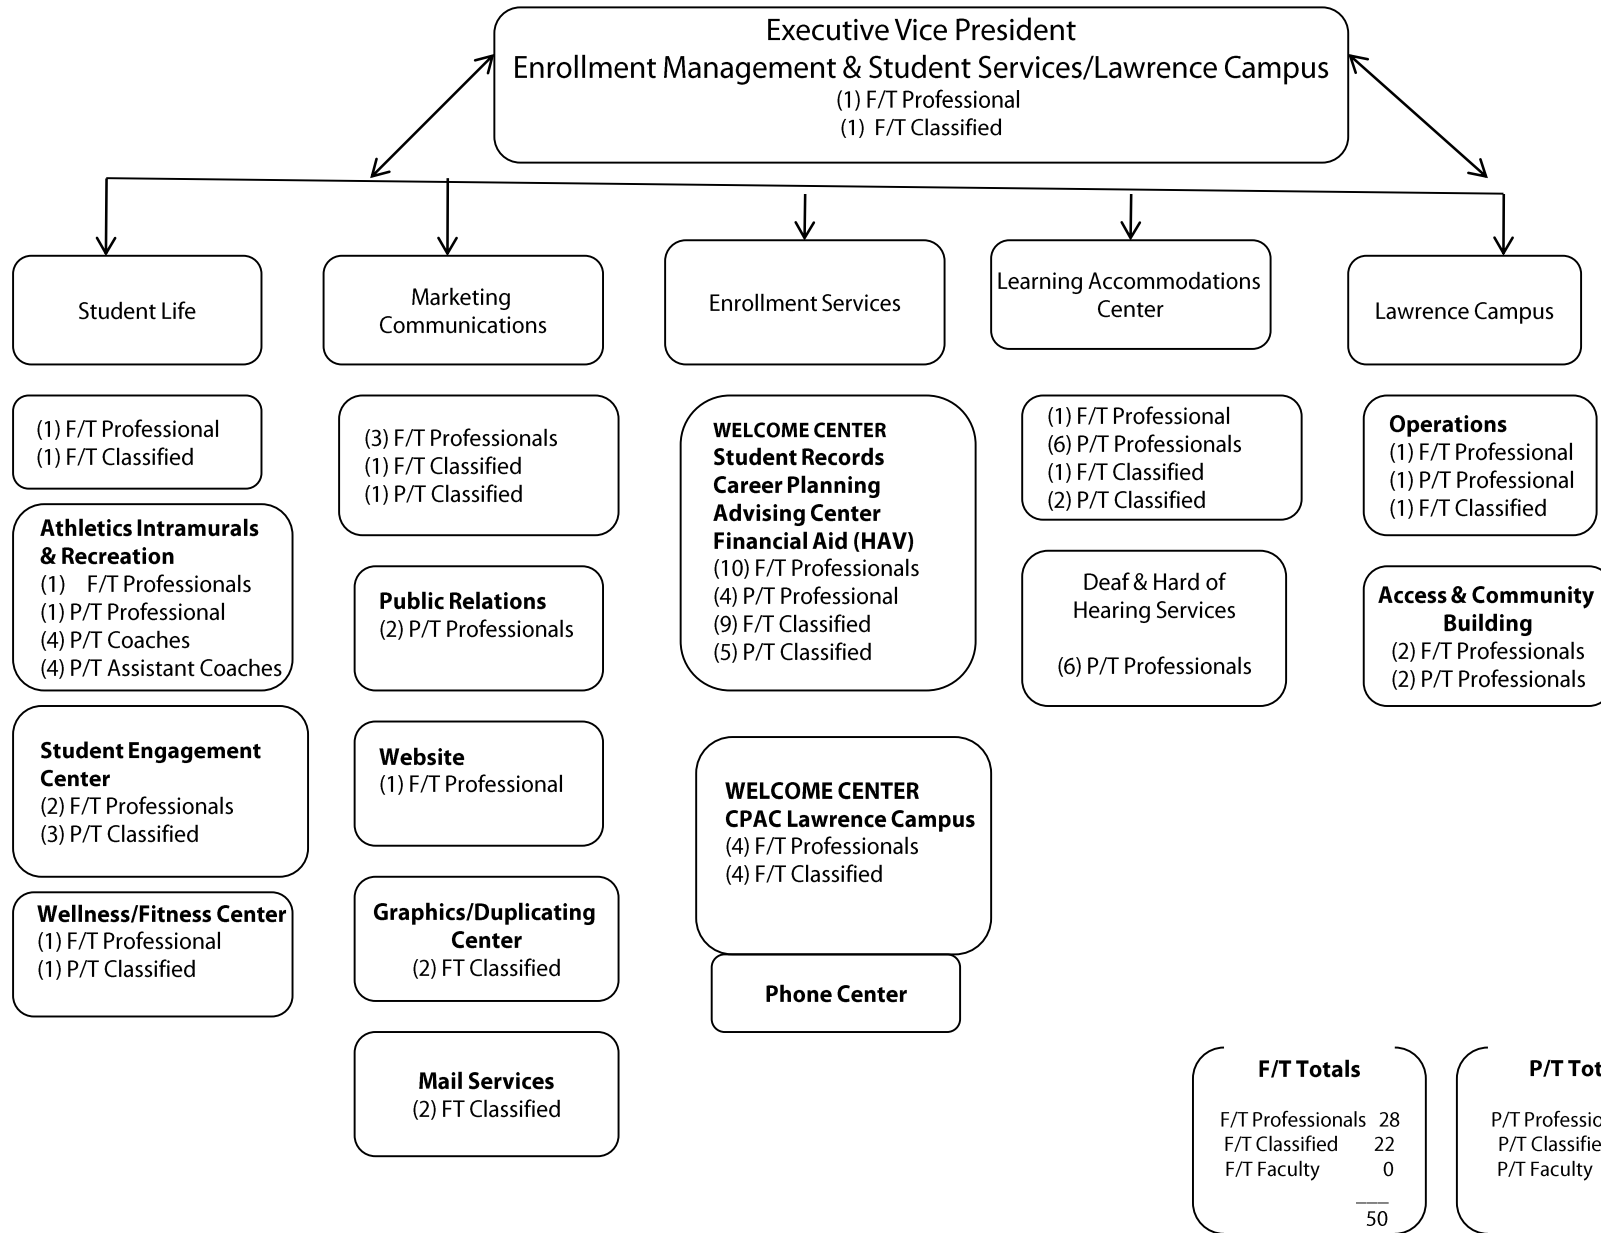 Executive Vice President
Enrollment Management & Student Services/Lawrence Campus
(1) F/T Professional
(1) F/T Classified
Student Life
(1) F/T Professional
(1) F/T Classified
Athletics Intramurals
& Recreation
(1) F/T Professionals
(1) P/T Professional
(4) P/T Coaches
(4) P/T Assistant Coaches
Student Engagement
Center
(2) F/T Professionals
(3) P/T Classified
Wellness/Fitness Center
(1) F/T Professional
(1) P/T Classified
Marketing
Communications
(3) F/T Professionals
(1) F/T Classified
(1) P/T Classified
Public Relations
(2) P/T Professionals
Website
(1) F/T Professional
Graphics/Duplicating
Center
(2) FT Classified
Mail Services
(2) FT Classified
Enrollment Services
WELCOME CENTER
Student Records
Career Planning
Advising Center
Financial Aid (HAV)
(10) F/T Professionals
(4) P/T Professional
(9) F/T Classified
(5) P/T Classified
WELCOME CENTER
CPAC Lawrence Campus
(4) F/T Professionals
(4) F/T Classified
Phone Center
Learning Accommodations
Center
(1) F/T Professional
(6) P/T Professionals
(1) F/T Classified
(2) P/T Classified
Deaf & Hard of
Hearing Services
(6) P/T Professionals
Lawrence Campus
Operations
(1) F/T Professional
(1) P/T Professional
(1) F/T Classified
Access & Community
Building
(2) F/T Professionals
(2) P/T Professionals
F/T Totals
F/T Professionals 28
F/T Classified 22
F/T Faculty 0
50
P/T
P/T
P/T
P/T Faculty